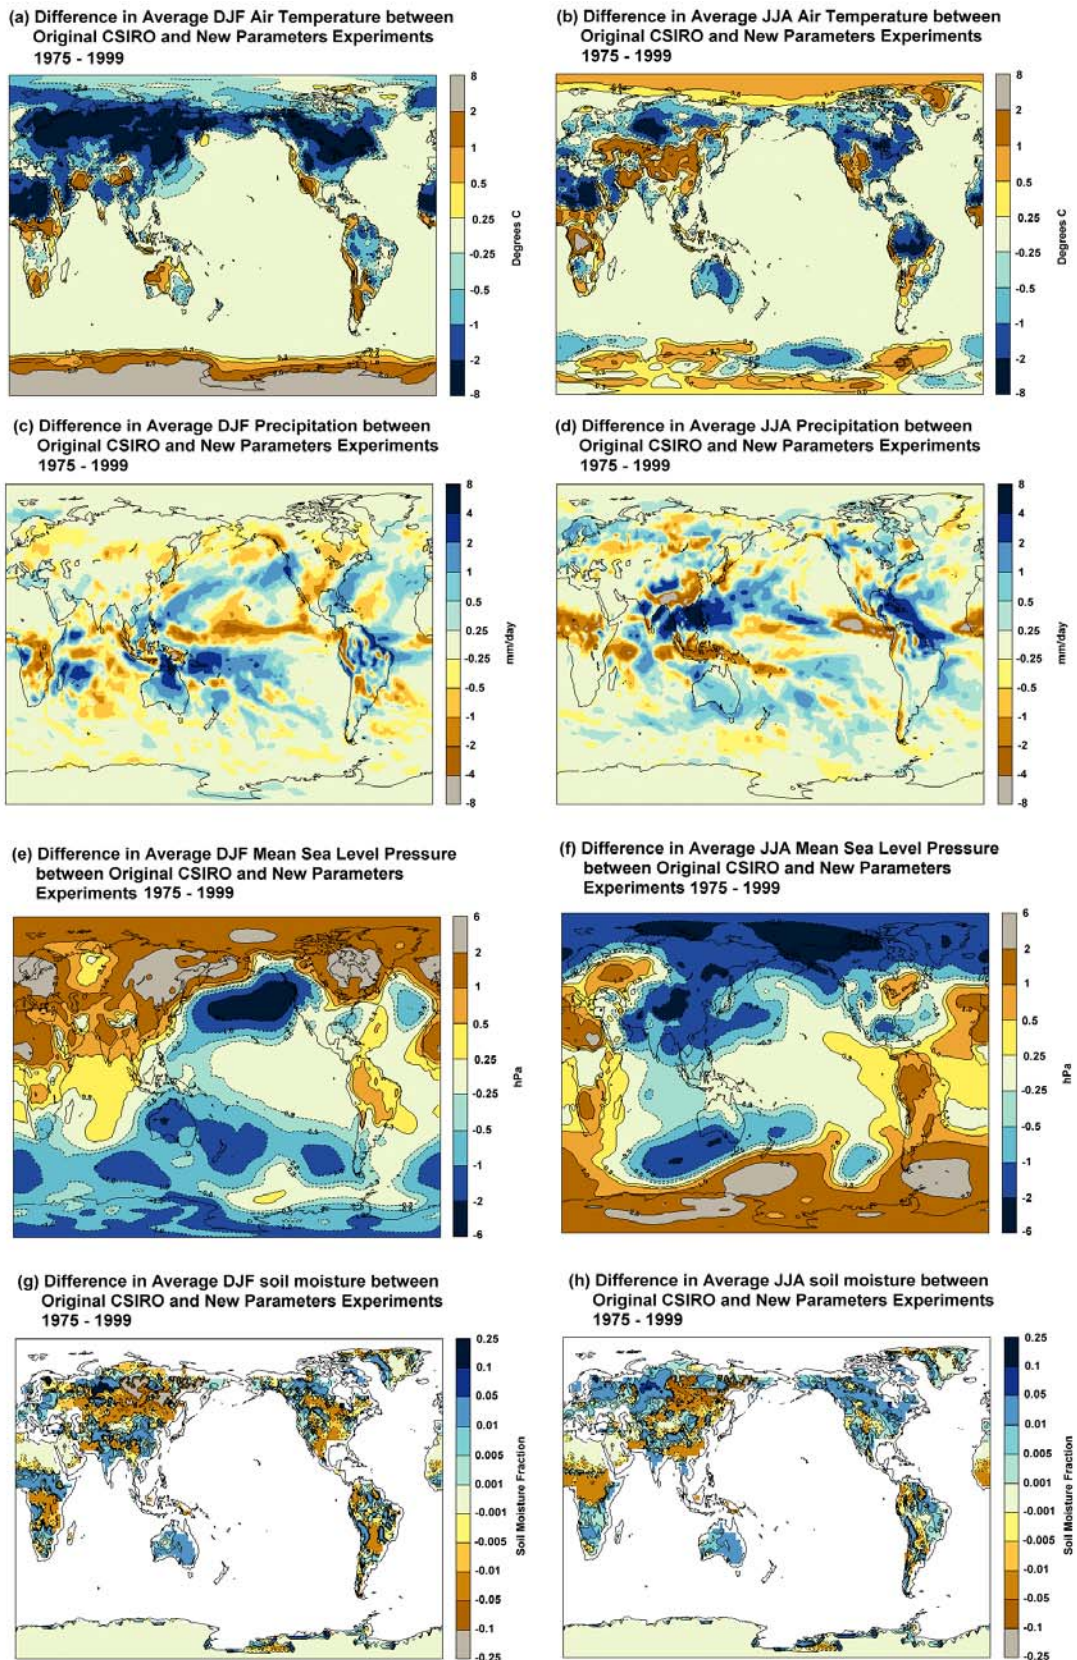 (a) Difference in Average DJF Air Temperature between
Original CSIRO and New Parameters Experiments
1975 - 1999
8
2
1
0.5
0.25
-0.25
-0.5
-1
-2
-8
Degrees C
(b) Difference in Average JJA Air Temperature between
Original CSIRO and New Parameters Experiments
1975 - 1999
8
2
1
0.5
0.25
-0.25
-0.5
-1
-2
-8
Degrees C
(c) Difference in Average DJF Precipitation between
Original CSIRO and New Parameters Experiments
1975 - 1999
8
4
2
1
0.5
0.25
-0.25
-0.5
-1
-2
-4
-8
mm/day
(d) Difference in Average JJA Precipitation between
Original CSIRO and New Parameters Experiments
1975 - 1999
8
4
2
1
0.5
0.25
-0.25
-0.5
-1
-2
-4
-8
mm/day
(e) Difference in Average DJF Mean Sea Level Pressure
between Original CSIRO and New Parameters
Experiments 1975 - 1999
6
2
1
0.5
0.25
-0.25
-0.5
-1
-2
-6
hPa
(f) Difference in Average JJA Mean Sea Level Pressure
between Original CSIRO and New Parameters
Experiments 1975 - 1999
6
2
1
0.5
0.25
-0.25
-0.5
-1
-2
-6
hPa
(g) Difference in Average DJF soil moisture between
Original CSIRO and New Parameters Experiments
1975 - 1999
0.25
0.1
0.05
0.01
0.005
0.001
-0.001
-0.005
-0.01
-0.05
-0.1
-0.25
Soil Moisture Fraction
(h) Difference in Average JJA soil moisture between
Original CSIRO and New Parameters Experiments
1975 - 1999
0.25
0.1
0.05
0.01
0.005
0.001
-0.001
-0.005
-0.01
-0.05
-0.1
-0.25
Soil Moisture Fraction